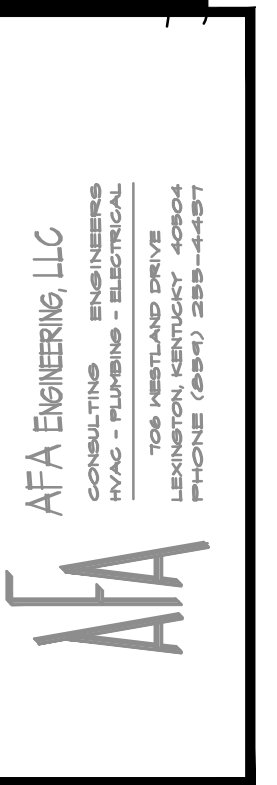 AFA
AFA ENGINEERING, LLC
CONSULTING ENGINEERS
HVAC - PLUMBING - ELECTRICAL
706 WESTLAND DRIVE
LEXINGTON, KENTUCKY 40504
PHONE (859) 255-4457